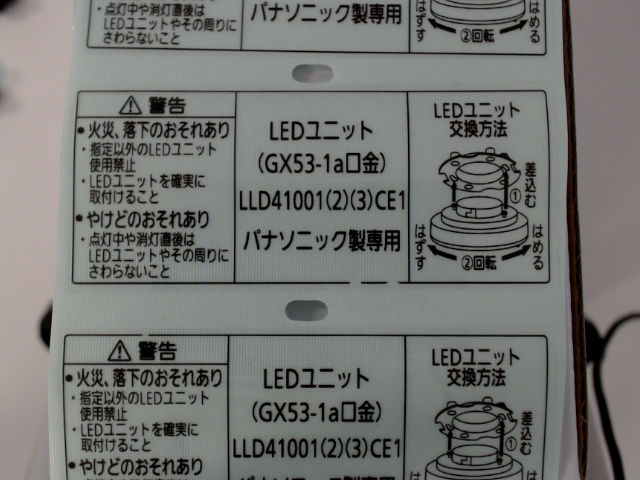 ・点灯中や消灯直後は
LEDユニットやその周りに
さわらないこと
パナソニック製専用
はずす
②回転
はめる
警告
●火災、落下のおそれあり
・指定以外のLEDユニット
使用禁止
・LEDユニットを確実に
取付けること
●やけどのおそれあり
・点灯中や消灯直後は
LEDユニットやその周りに
さわらないこと
LEDユニット
(GX53-1a口金)
LLD41001(2)(3)CE1
パナソニック製専用
LEDユニット
交換方法
差込む
①
はずす
②回転
はめる
警告
●火災、落下のおそれあり
・指定以外のLEDユニット
使用禁止
・LEDユニットを確実に
取付けること
●やけどのおそれあり
LEDユニット
(GX53-1a口金)
LLD41001(2)(3)CE1
LEDユニット
交換方法
差込む
①